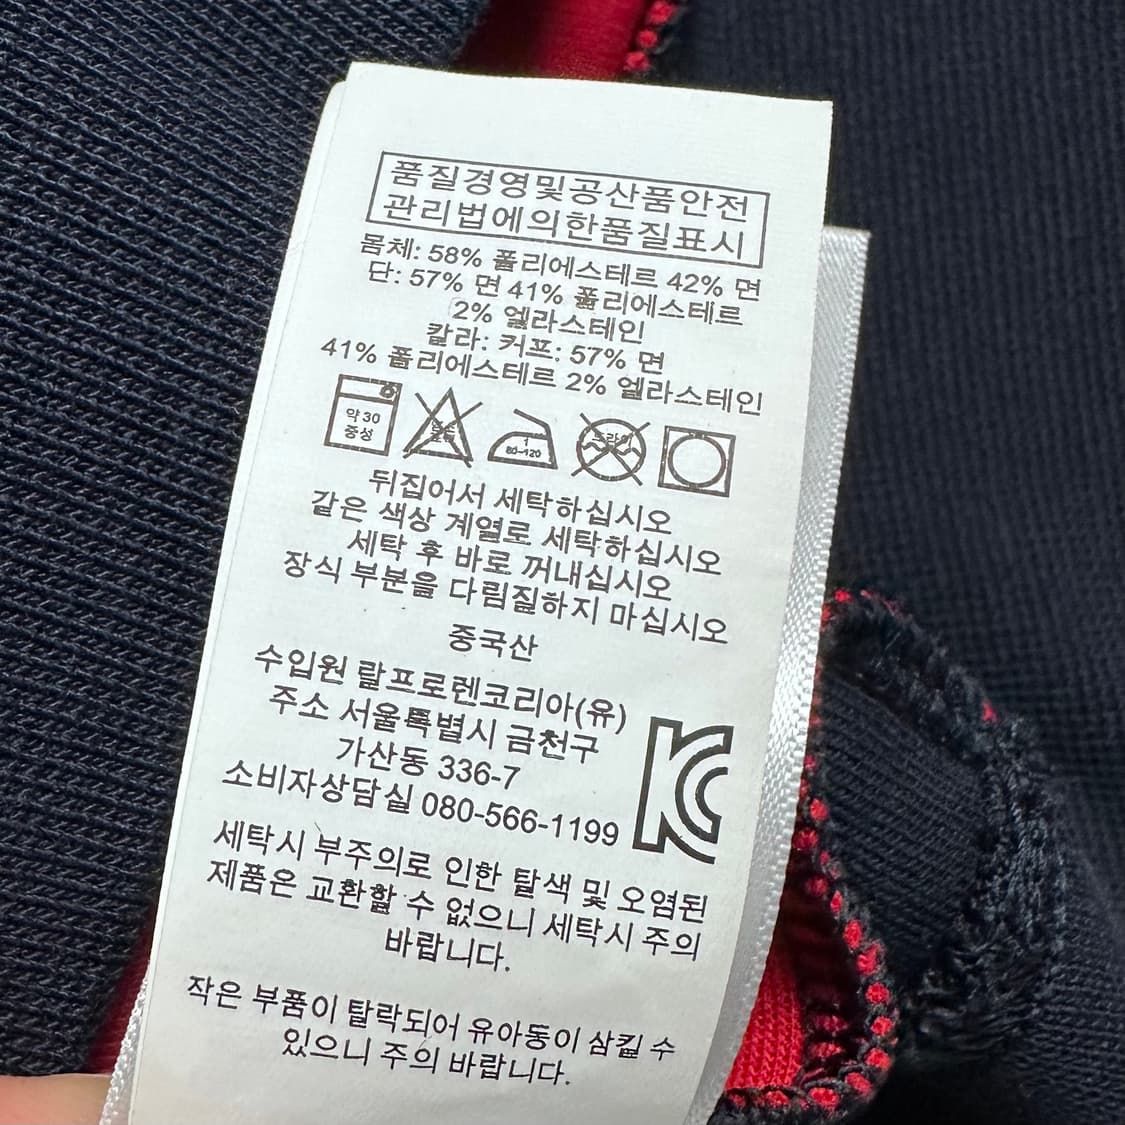 품질경영및공산품안전
관리법에의한품질표시
몸체: 58% 폴리에스테르 42% 면
단: 57% 면 41% 폴리에스테르
2% 엘라스테인
칼라: 커프: 57% 면
41% 폴리에스테르 2% 엘라스테인
약 30
중성
1
80-120
드라이
뒤집어서 세탁하십시오
같은 색상 계열로 세탁하십시오
세탁 후 바로 꺼내십시오
장식 부분을 다림질하지 마십시오
중국산
수입원 랄프로렌코리아(유)
주소 서울특별시 금천구
가산동 336-7
소비자상담실 080-566-1199
KC
세탁시 부주의로 인한 탈색 및 오염된
제품은 교환할 수 없으니 세탁시 주의
바랍니다.
작은 부품이 탈락되어 유아동이 삼킬 수
있으니 주의 바랍니다.